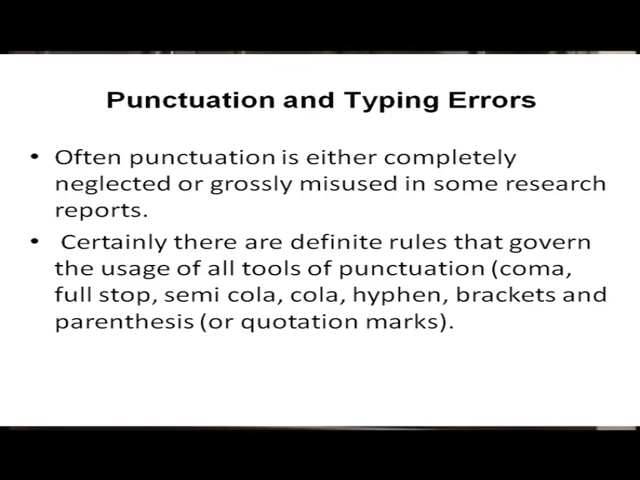 Punctuation and Typing Errors
• Often punctuation is either completely
neglected or grossly misused in some research
reports.
• Certainly there are definite rules that govern
the usage of all tools of punctuation (coma,
full stop, semi cola, cola, hyphen, brackets and
parenthesis (or quotation marks).